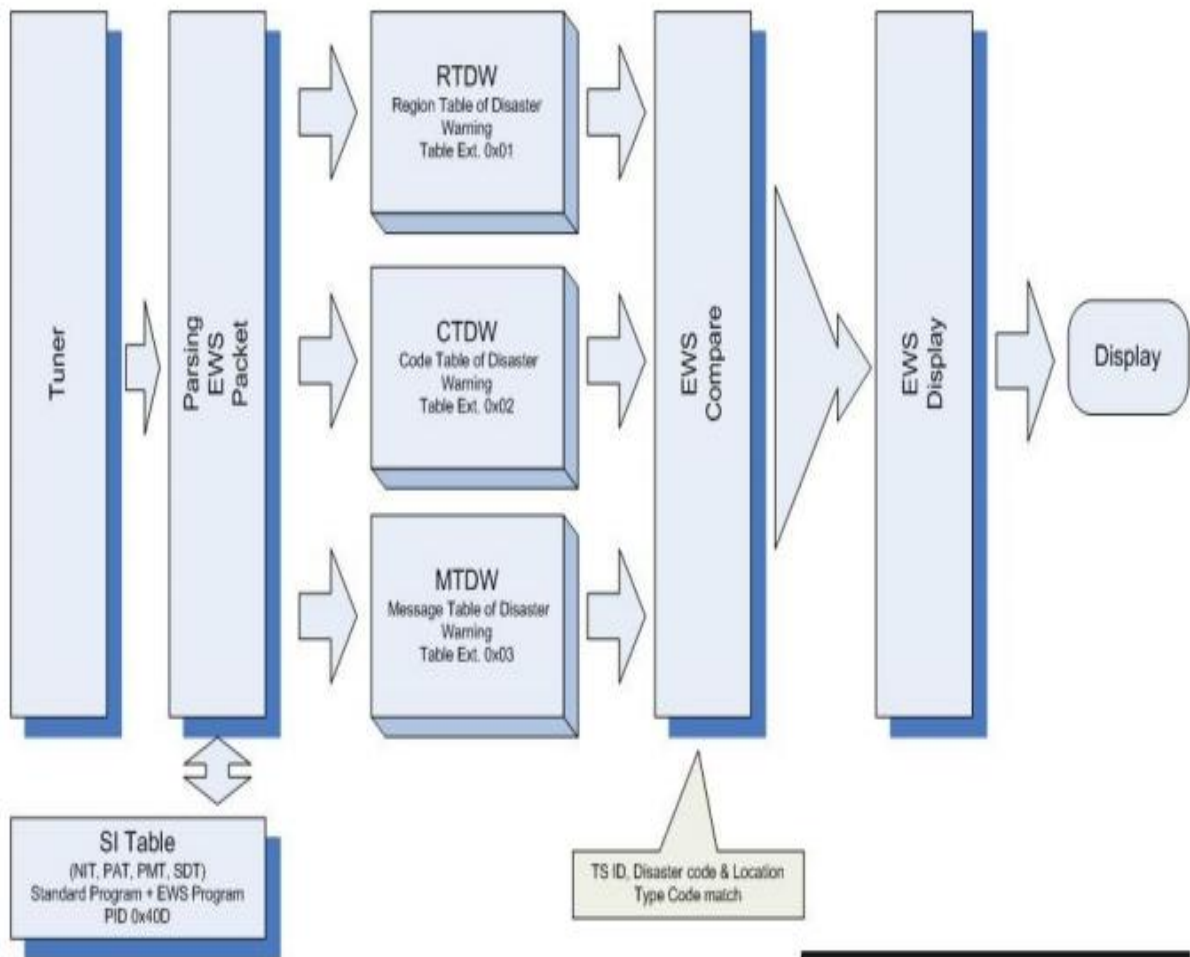 Tuner
Parsing
EWS
Packet
RTDW
Region Table of Disaster
Warning
Table Ext. 0x01
CTDW
Code Table of Disaster
Warning
Table Ext. 0x02
MTDW
Message Table of Disaster
Warning
Table Ext. 0x03
EWS
Compare
EWS
Display
Display
SI Table
(NIT, PAT, PMT, SDT)
Standard Program + EWS Program
PID 0x40D
TS ID, Disaster code & Location
Type Code match